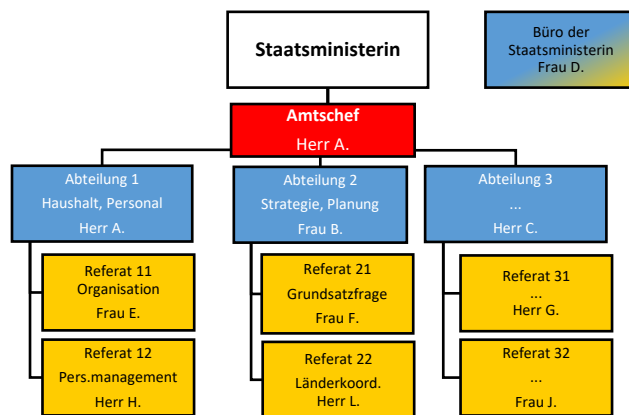 Staatsministerin
Büro der
Staatsministerin
Frau D.
Amtschef
Herr A.
Abteilung 1
Haushalt, Personal
Herr A.
Abteilung 2
Strategie, Planung
Frau B.
Abteilung 3
...
Herr C.
Referat 11
Organisation
Frau E.
Referat 21
Grundsatzfrage
Frau F.
Referat 31
...
Herr G.
Referat 12
Pers.management
Herr H.
Referat 22
Länderkoord.
Herr L.
Referat 32
...
Frau J.